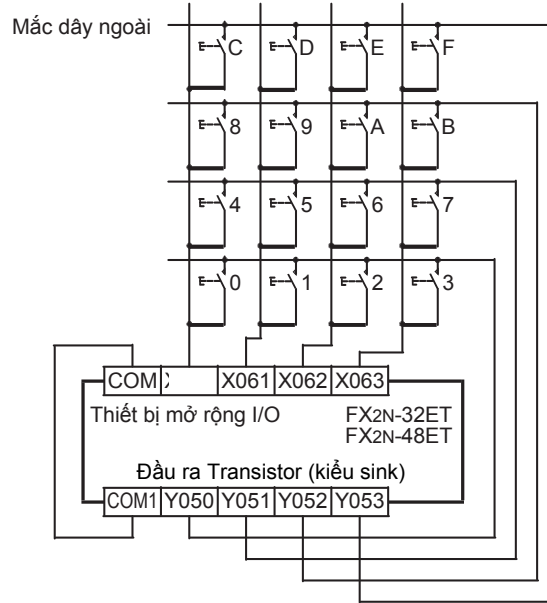 Mắc dây ngoài
C D E F
8 9 A B
4 5 6 7
0 1 2 3
COM X061 X062 X063
Thiết bị mở rộng I/O FX2N-32ET
FX2N-48ET
Đầu ra Transistor (kiểu sink)
COM1 Y050 Y051 Y052 Y053